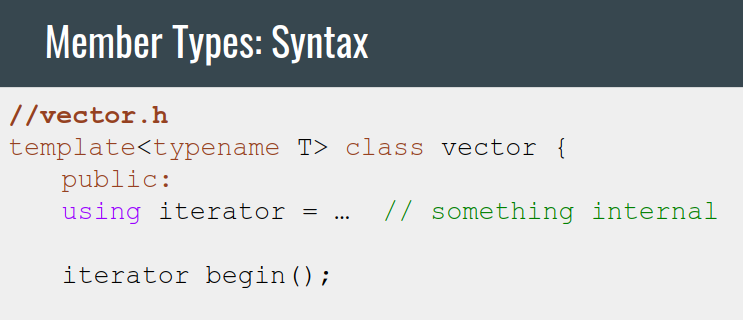 Member Types: Syntax
//vector.h
template<typename T> class vector {
public:
using iterator = … // something internal
iterator begin();